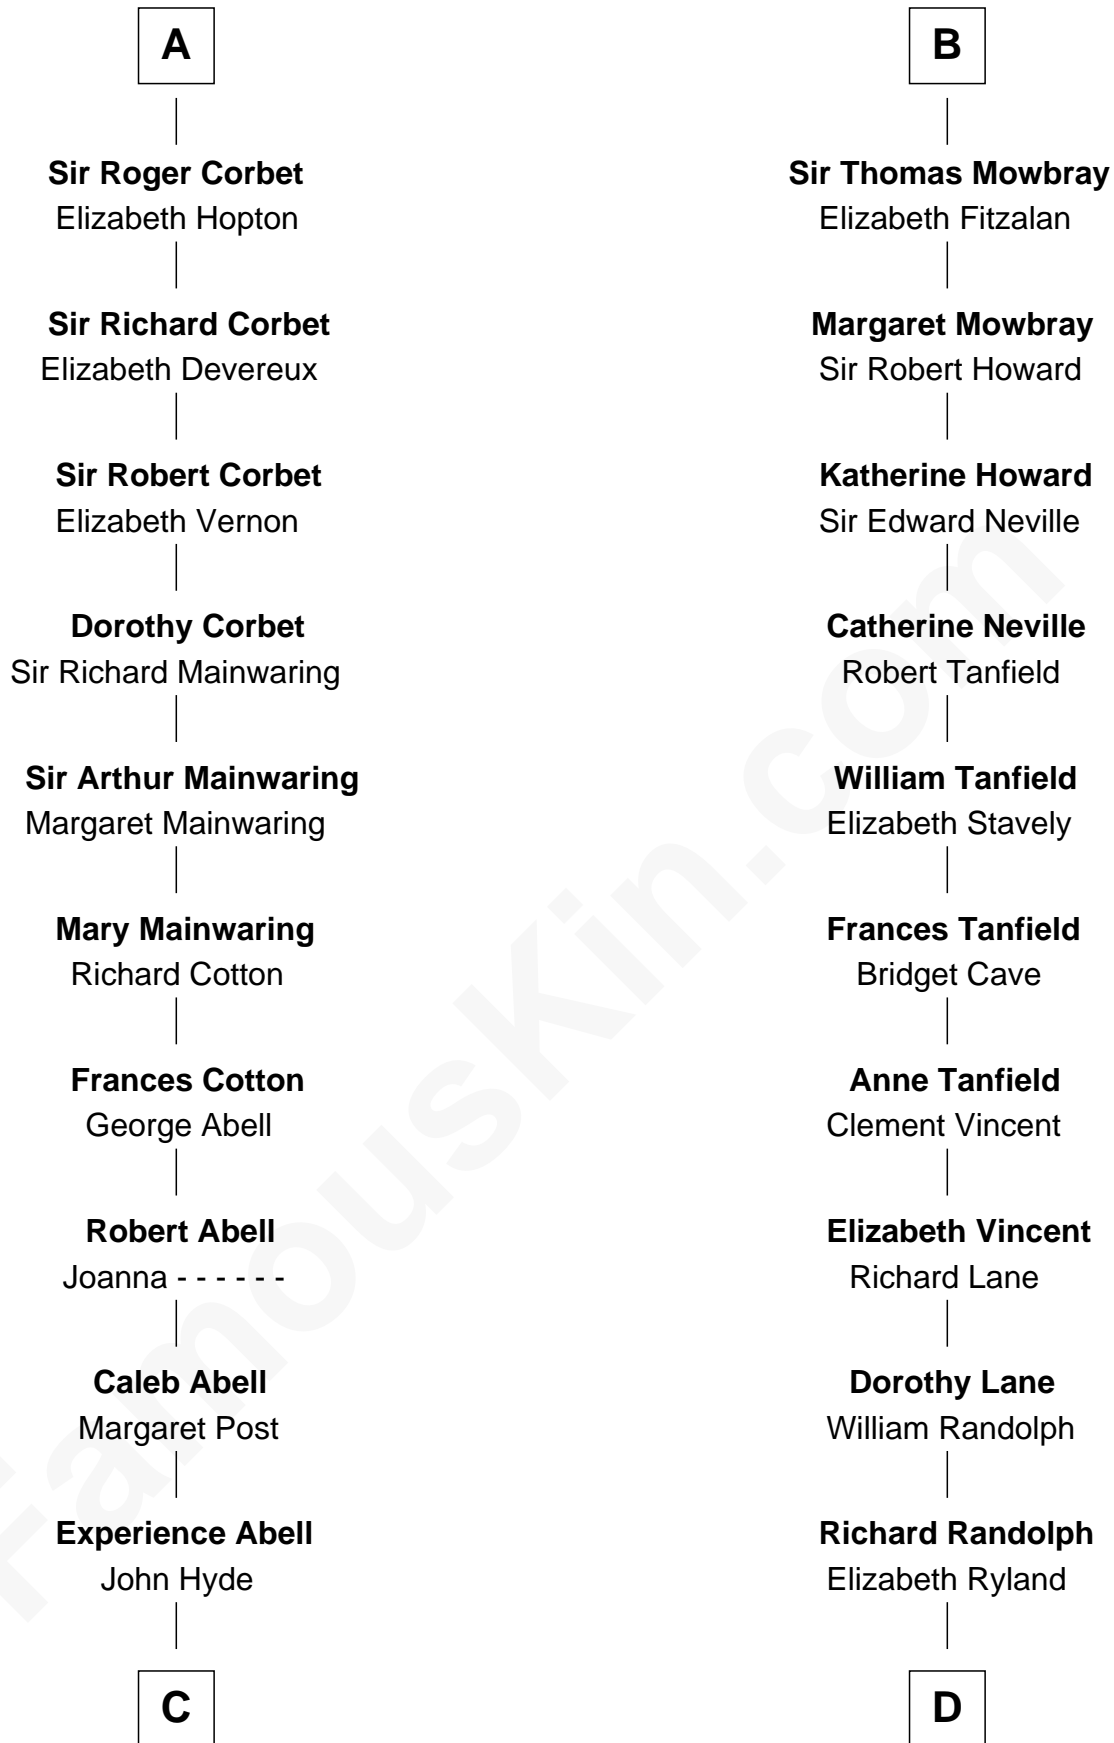 A
Sir Roger Corbet
Elizabeth Hopton
Sir Richard Corbet
Elizabeth Devereux
Sir Robert Corbet
Elizabeth Vernon
Dorothy Corbet
Sir Richard Mainwaring
Sir Arthur Mainwaring
Margaret Mainwaring
Mary Mainwaring
Richard Cotton
Frances Cotton
George Abell
Robert Abell
Joanna - - - - - -
Caleb Abell
Margaret Post
Experience Abell
John Hyde
C
B
Sir Thomas Mowbray
Elizabeth Fitzalan
Margaret Mowbray
Sir Robert Howard
Katherine Howard
Sir Edward Neville
Catherine Neville
Robert Tanfield
William Tanfield
Elizabeth Stavely
Frances Tanfield
Bridget Cave
Anne Tanfield
Clement Vincent
Elizabeth Vincent
Richard Lane
Dorothy Lane
William Randolph
Richard Randolph
Elizabeth Ryland
D
FamousKin.com